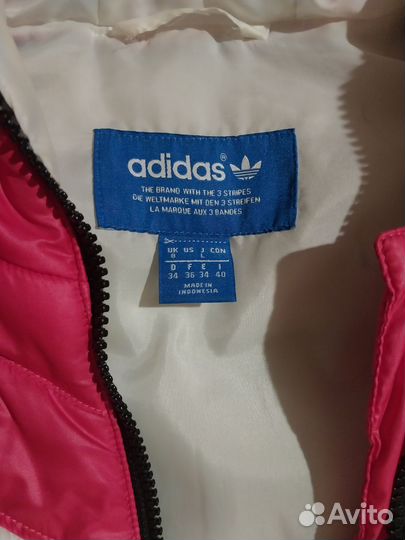 adidas®
THE BRAND WITH THE 3 STRIPES
DIE WELTMARKE MIT DEN 3 STREIFEN
LA MARQUE AUX 3 BANDES
UK US J CDN
8 L
D F E I
34 36 34 40
MADE IN
INDONESIA
Avito